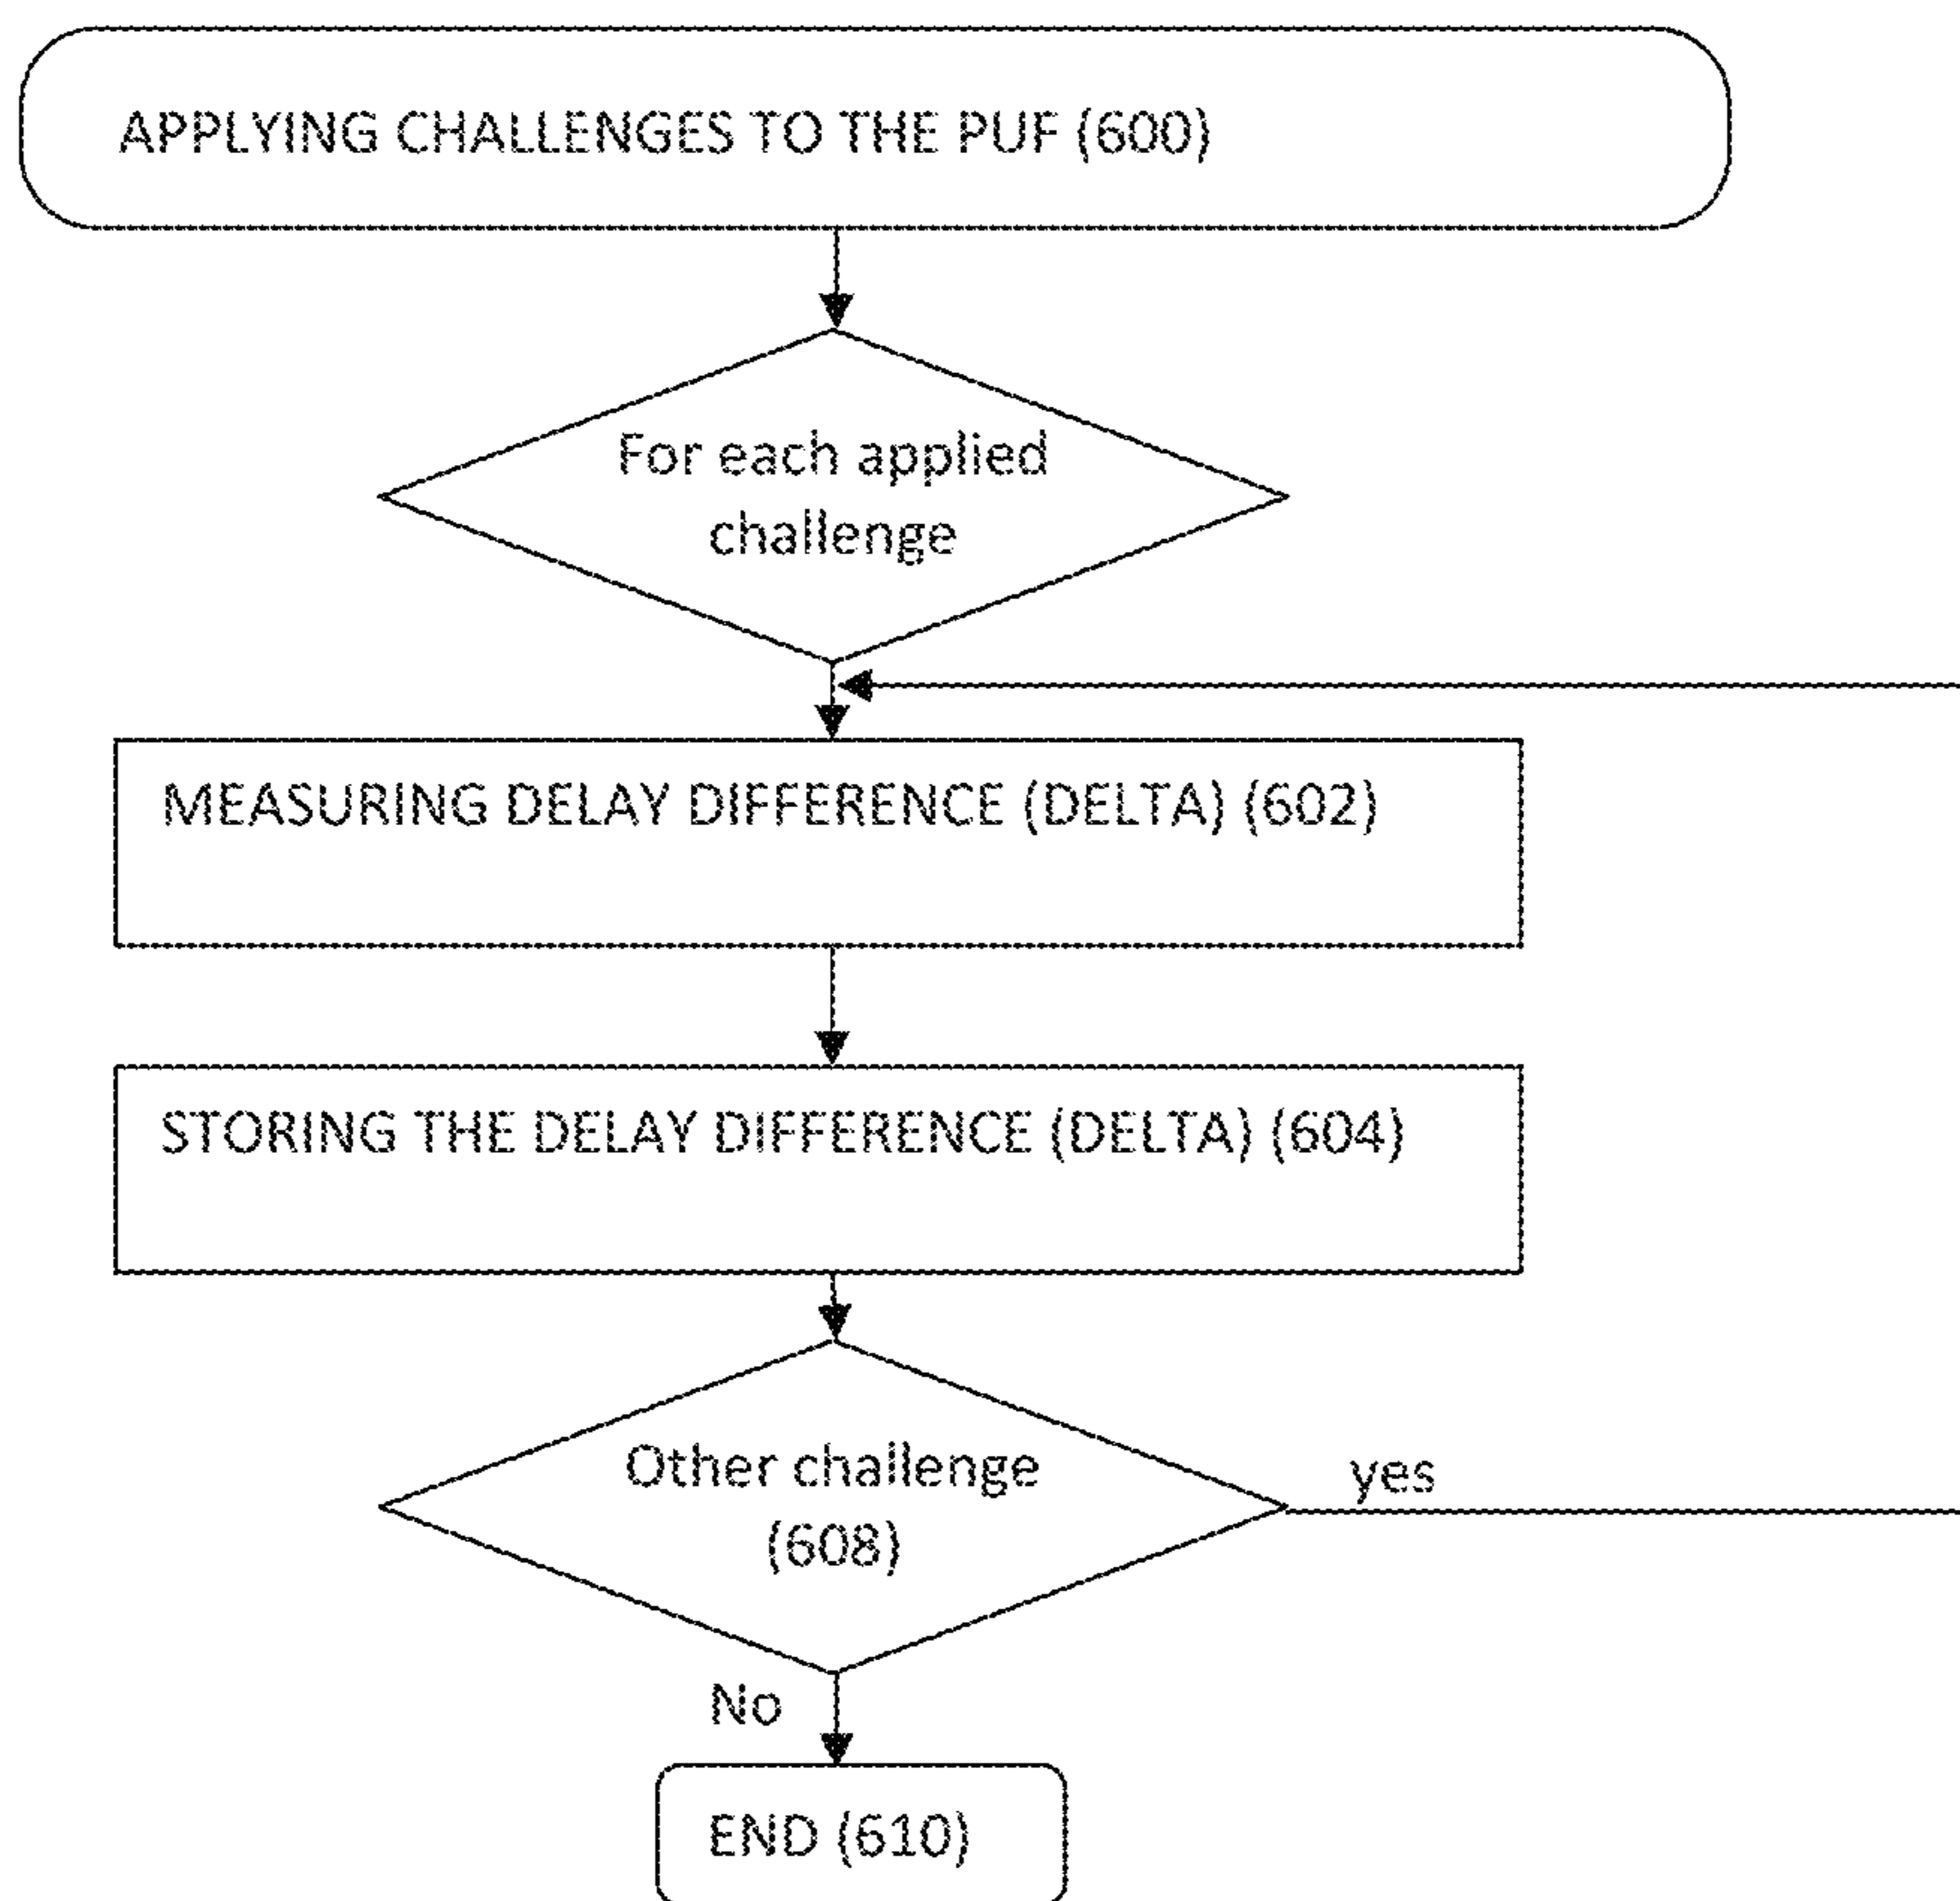 APPLYING CHALLENGES TO THE PUF (600)
For each applied
challenge
MEASURING DELAY DIFFERENCE (DELTA) (602)
STORING THE DELAY DIFFERENCE (DELTA) (604)
Other challenge
(608)
yes
No
END (610)